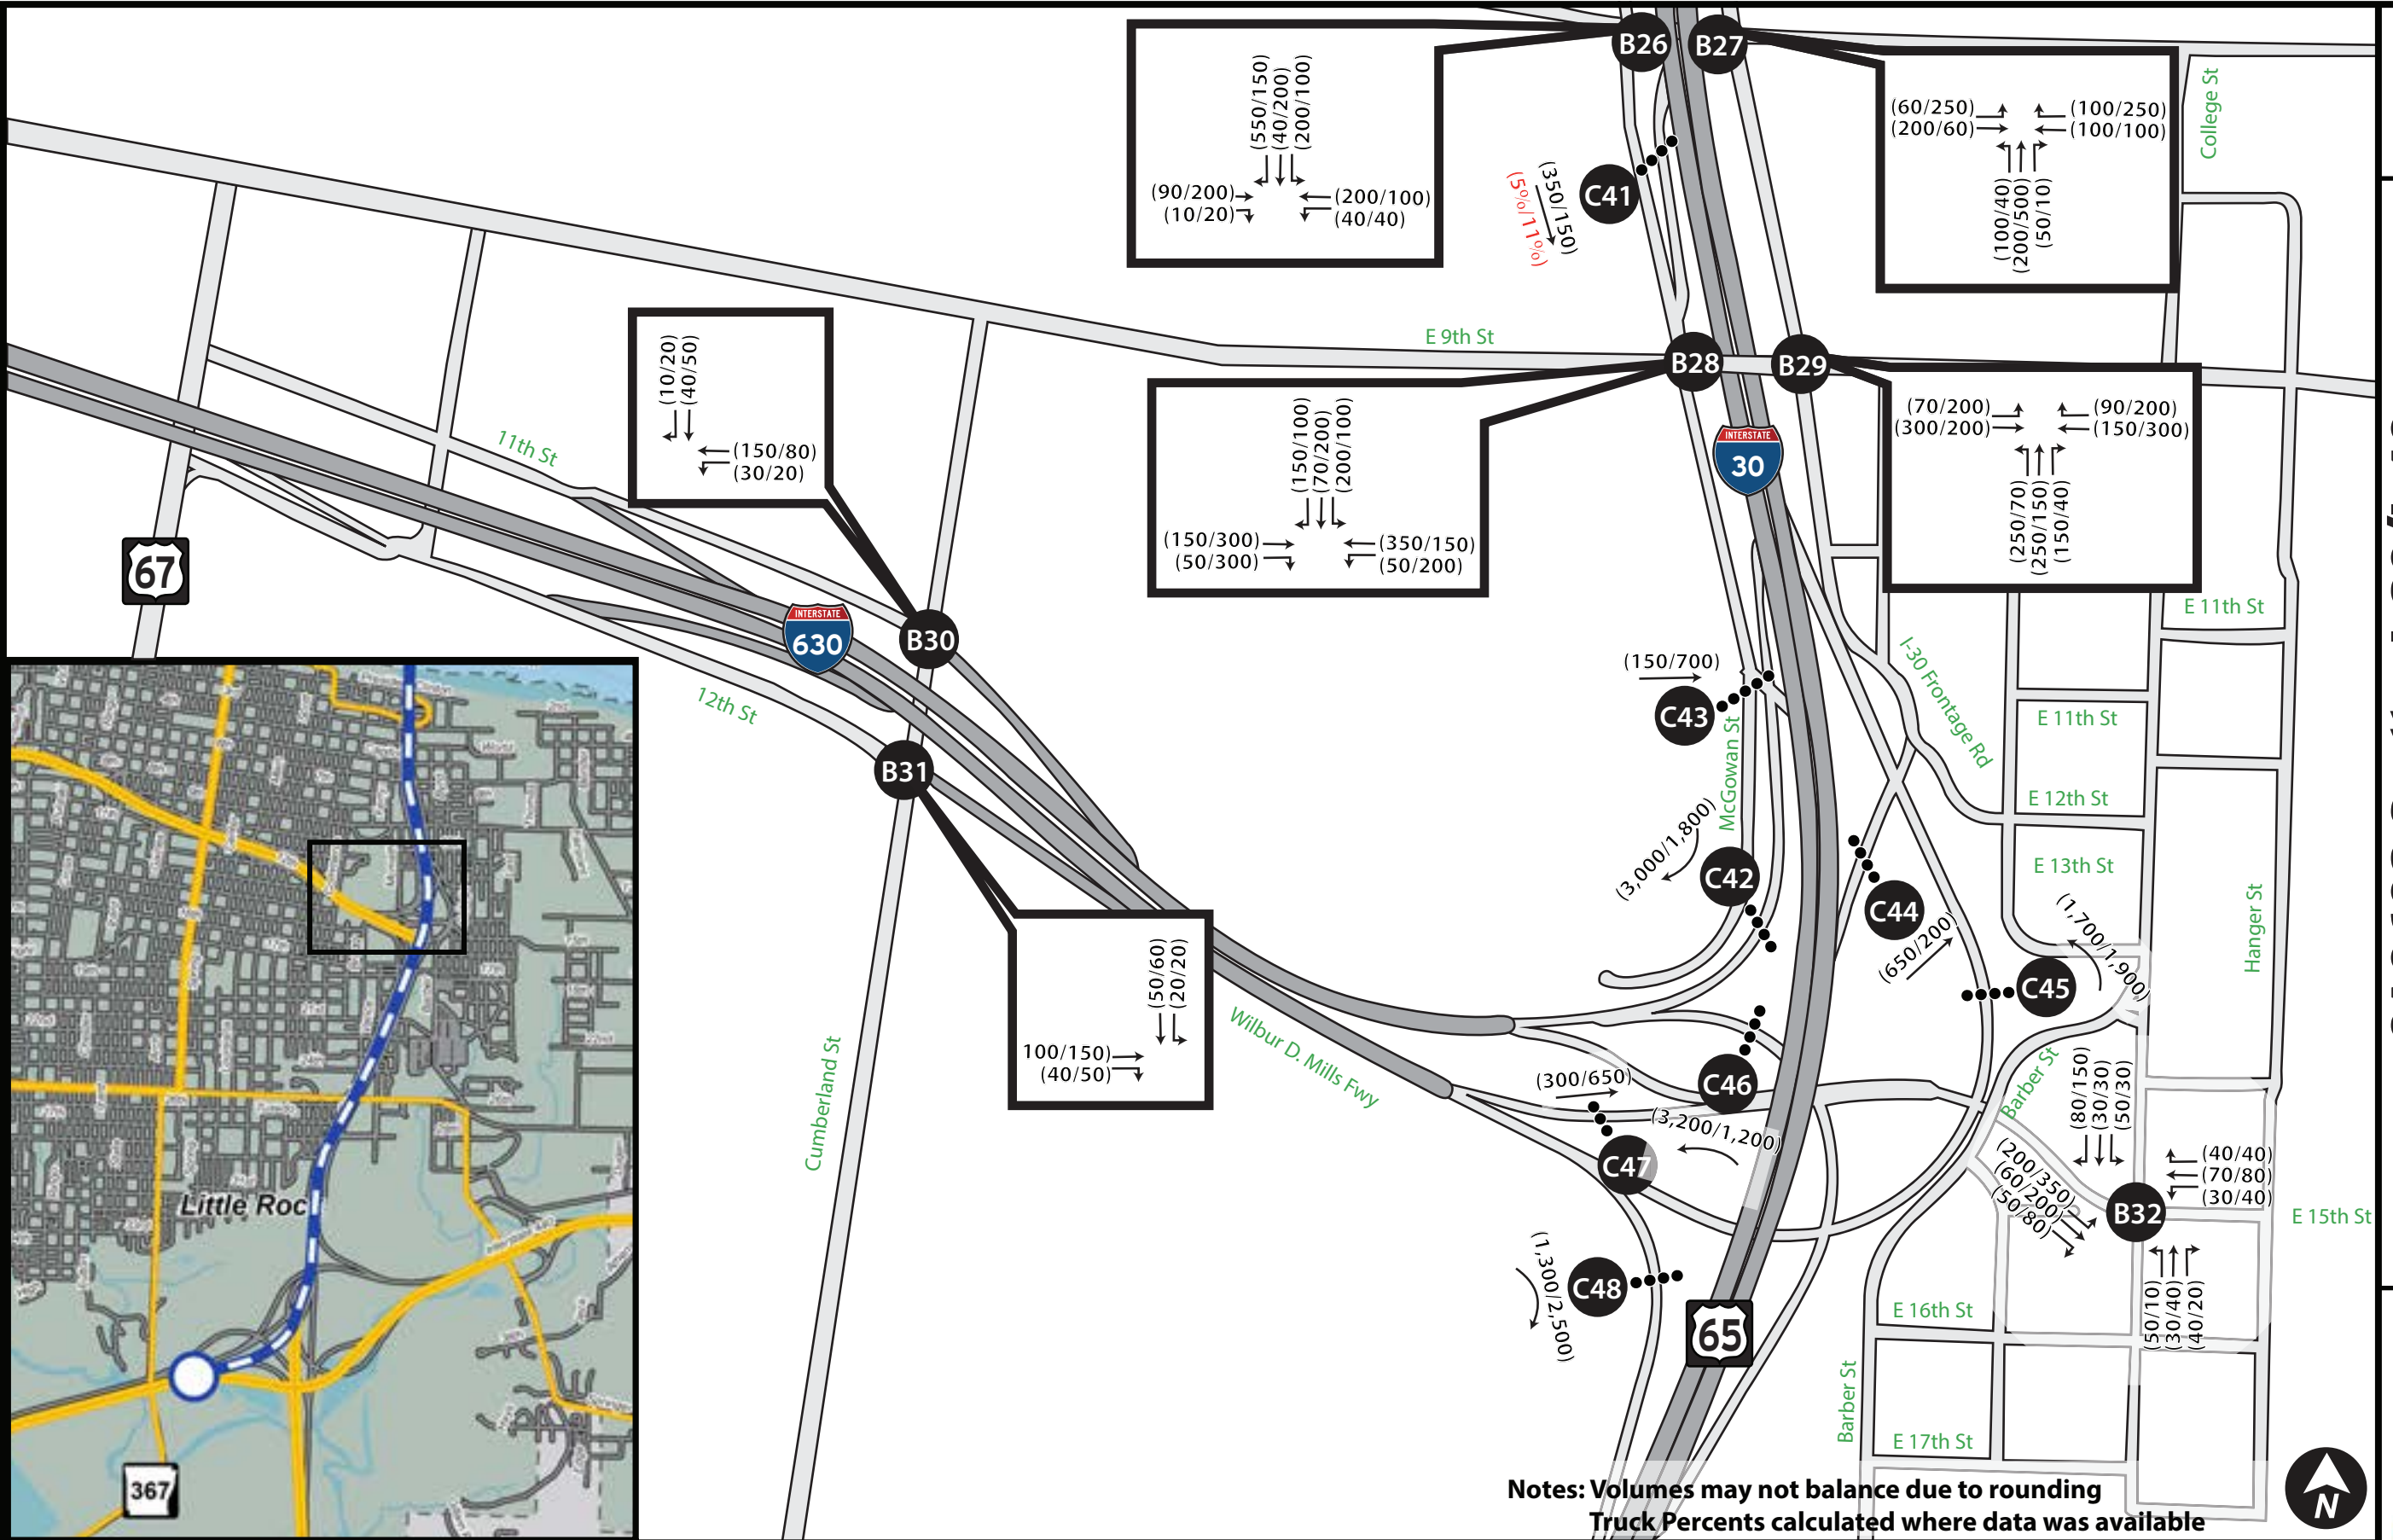 B26
B27
(550/150)
(40/200)
(200/100)
(90/200)
(10/20)
(200/100)
(40/40)
(60/250)
(200/60)
(100/250)
(100/100)
(100/40)
(200/500)
(50/10)
College St
C41
(350/150)
(5%/11%)
E 9th St
B28
B29
(10/20)
(40/50)
(150/80)
(30/20)
(150/100)
(70/200)
(200/100)
(150/300)
(50/300)
(350/150)
(50/200)
(70/200)
(300/200)
(90/200)
(150/300)
(250/70)
(250/150)
(150/40)
INTERSTATE
30
11th St
67
INTERSTATE
630
B30
12th St
B31
E 11th St
I-30 Frontage Rd
(150/700)
C43
McGowan St
E 11th St
E 12th St
E 13th St
(3,000/1,800)
C42
C44
(650/200)
(1,700/1,900)
C45
Hanger St
(50/60)
(20/20)
100/150)
(40/50)
Cumberland St
Wilbur D. Mills Fwy
C46
(300/650)
(3,200/1,200)
C47
Barber St
(80/150)
(30/30)
(50/30)
(200/350)
(60/200)
(50/80)
(40/40)
(70/80)
(30/40)
B32
E 15th St
(50/10)
(30/40)
(40/20)
(1,300/2,500)
C48
65
E 16th St
Barber St
E 17th St
Little Roc
367
Notes: Volumes may not balance due to rounding
Truck Percents calculated where data was available
N